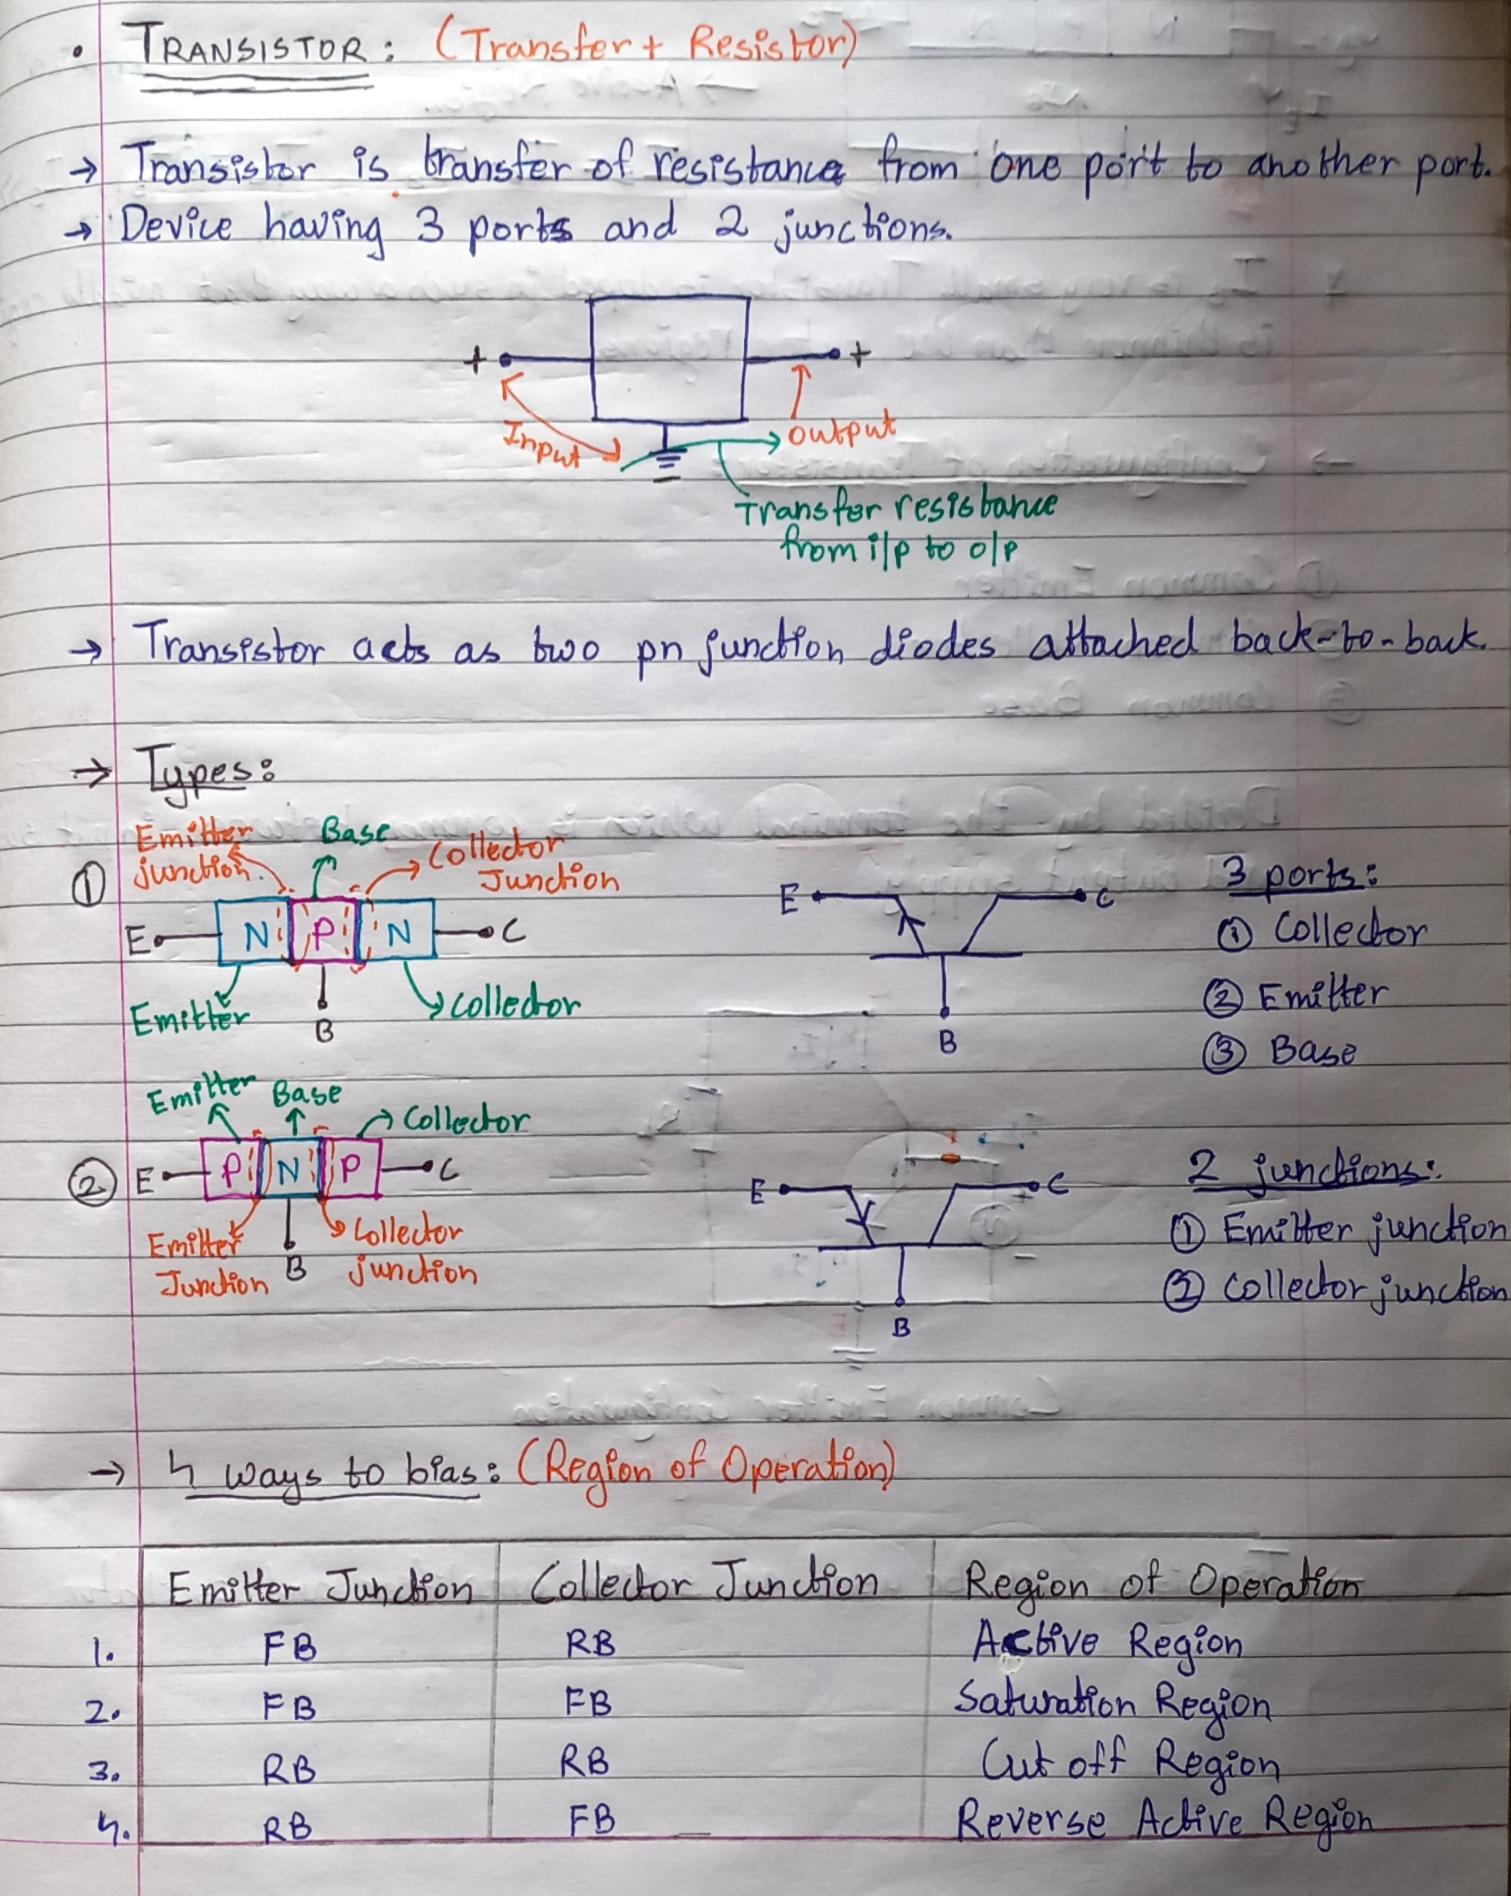 • TRANSISTOR: (Transfer + Resistor)
→ Transistor is transfer of resistance from one port to another port.
→ Device having 3 ports and 2 junctions.
+ +
Input
output
Transfer resistance
from i/p to o/p
→ Transistor acts as two pn junction diodes attached back-to-back.
→ Types:
①
Emitter
junction
Base
Collector
Junction
E N P N C
Emitter
B
Collector
E C
B
3 ports:
① Collector
② Emitter
③ Base
②
Emitter
Base
Collector
E P N P C
Emitter
Junction
B
Collector
junction
E C
B
2 junctions:
① Emitter junction
② Collector junction
→ 4 ways to bias: (Region of Operation)
Emitter Junction Collector Junction Region of Operation
1. FB RB Active Region
2. FB FB Saturation Region
3. RB RB Cut off Region
4. RB FB Reverse Active Region